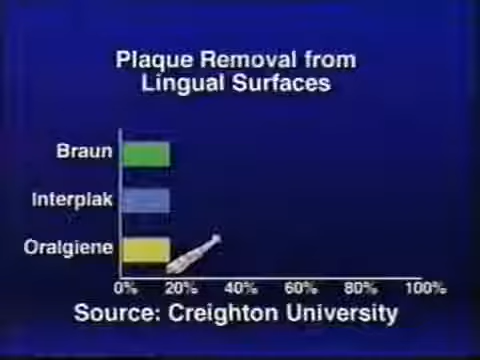 Plaque Removal from
Lingual Surfaces
Braun
Interplak
Oralgiene
0% 20% 40% 60% 80% 100%
Source: Creighton University